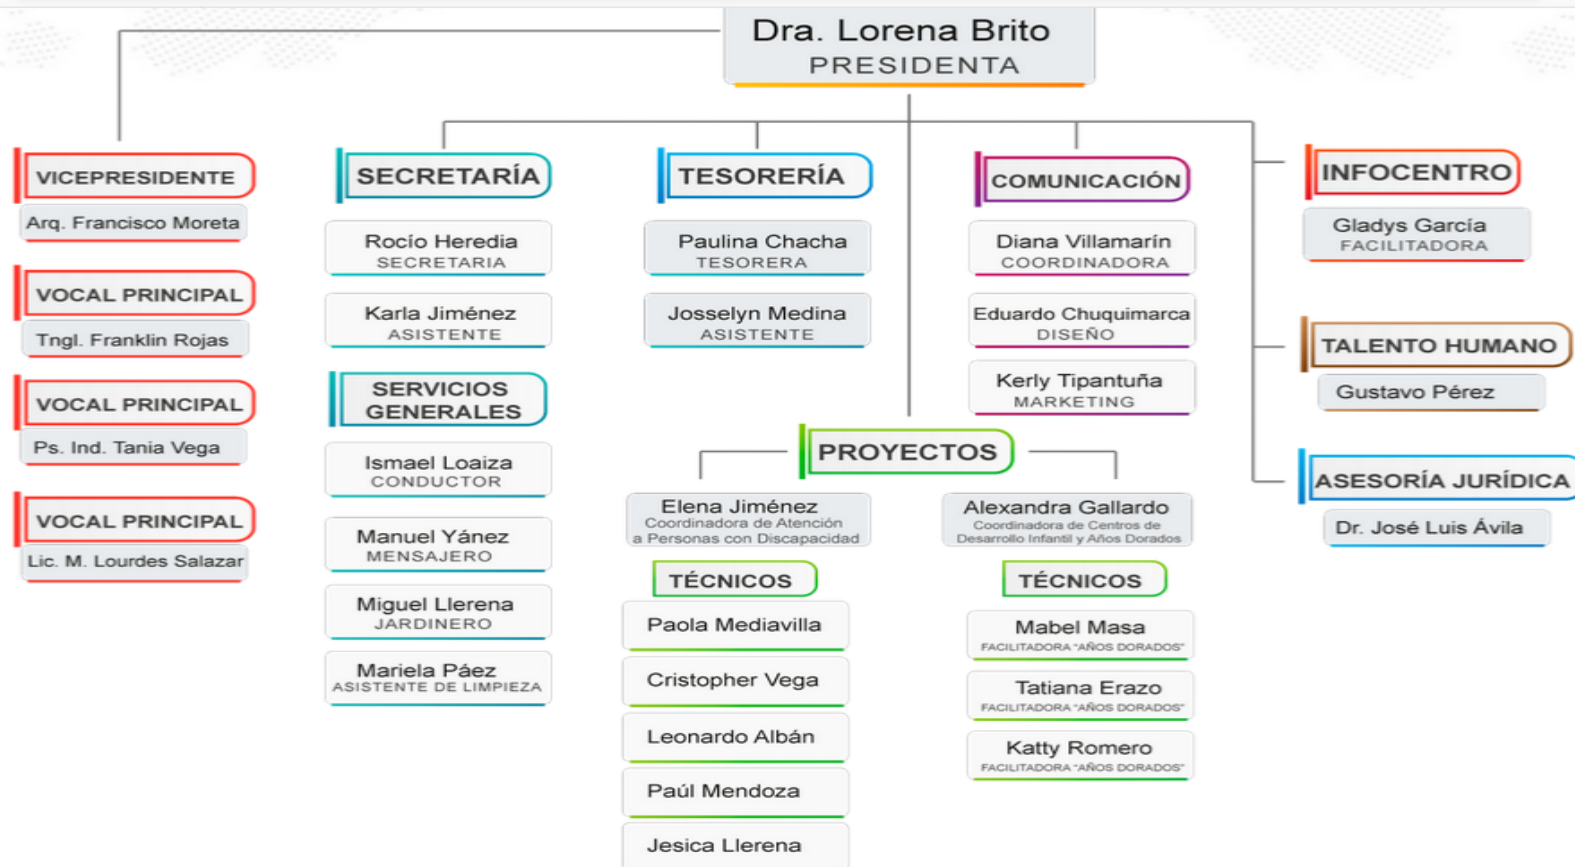 Dra. Lorena Brito
PRESIDENTA
VICEPRESIDENTE
Arq. Francisco Moreta
VOCAL PRINCIPAL
Tngl. Franklin Rojas
VOCAL PRINCIPAL
Ps. Ind. Tania Vega
VOCAL PRINCIPAL
Lic. M. Lourdes Salazar
SECRETARÍA
Rocío Heredia
SECRETARIA
Karla Jiménez
ASISTENTE
SERVICIOS
GENERALES
Ismael Loaiza
CONDUCTOR
Manuel Yánez
MENSAJERO
Miguel Llerena
JARDINERO
Mariela Páez
ASISTENTE DE LIMPIEZA
TESORERÍA
Paulina Chacha
TESORERA
Josselyn Medina
ASISTENTE
COMUNICACIÓN
Diana Villamarín
COORDINADORA
Eduardo Chuquimarca
DISEÑO
Kerly Tipantuña
MARKETING
PROYECTOS
Elena Jiménez
Coordinadora de Atención
a Personas con Discapacidad
TÉCNICOS
Paola Mediavilla
Cristopher Vega
Leonardo Albán
Paúl Mendoza
Jesica Llerena
Alexandra Gallardo
Coordinadora de Centros de
Desarrollo Infantil y Años Dorados
TÉCNICOS
Mabel Masa
FACILITADORA "AÑOS DORADOS"
Tatiana Erazo
FACILITADORA "AÑOS DORADOS"
Katty Romero
FACILITADORA "AÑOS DORADOS"
INFOCENTRO
Gladys García
FACILITADORA
TALENTO HUMANO
Gustavo Pérez
ASESORÍA JURÍDICA
Dr. José Luis Ávila